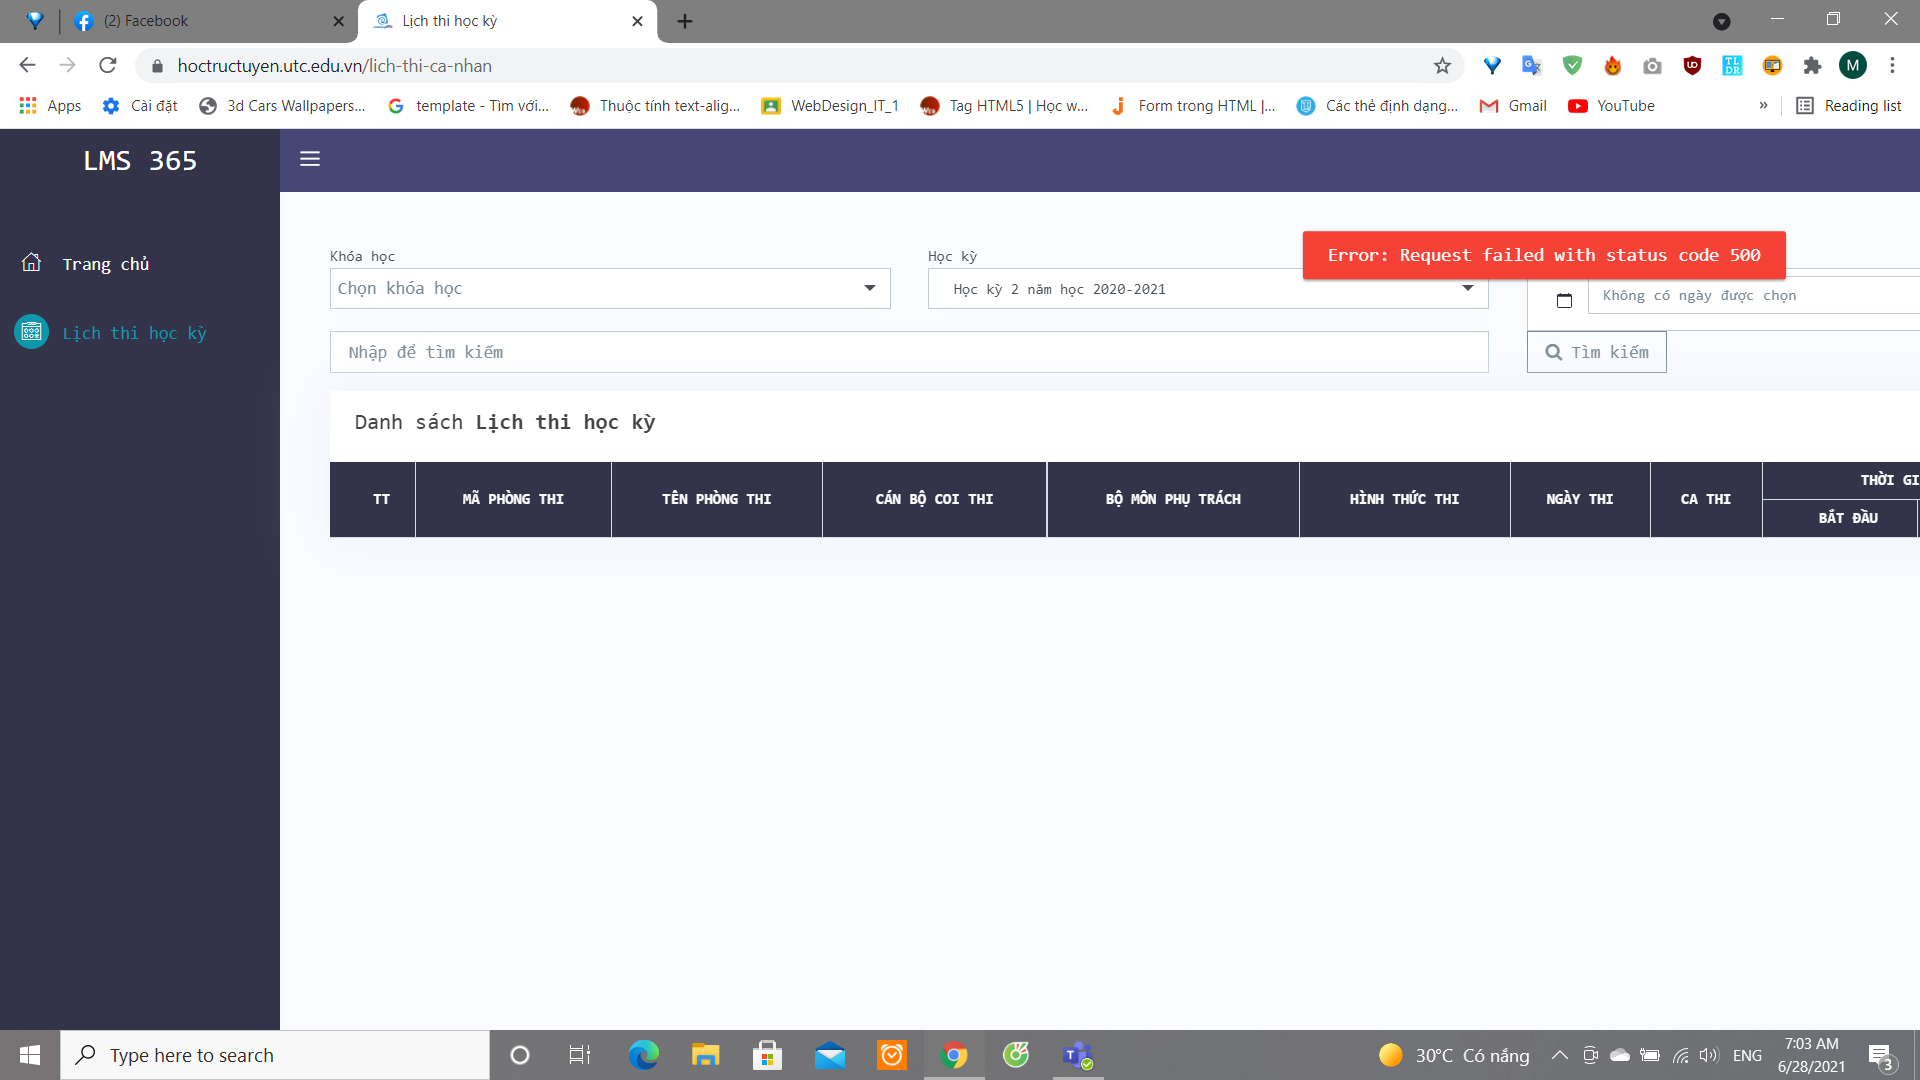 (2) Facebook
Lịch thi học kỳ
hoctructuyen.utc.edu.vn/lich-thi-ca-nhan
M
Apps
Cài đặt
3d Cars Wallpapers...
template - Tìm với...
Thuộc tính text-alig...
WebDesign_IT_1
Tag HTML5 | Học w...
Form trong HTML |...
Các thẻ định dạng...
Gmail
YouTube
»
Reading list
LMS 365
Trang chủ
Lịch thi học kỳ
Khóa học
Học kỳ
Error: Request failed with status code 500
Chọn khóa học
Học kỳ 2 năm học 2020-2021
Không có ngày được chọn
Nhập để tìm kiếm
Tìm kiếm
Danh sách Lịch thi học kỳ
TT
MÃ PHÒNG THI
TÊN PHÒNG THI
CÁN BỘ COI THI
BỘ MÔN PHỤ TRÁCH
HÌNH THỨC THI
NGÀY THI
CA THI
THỜI GI
BẮT ĐẦU
Type here to search
30°C Có nắng
ENG
7:03 AM
6/28/2021
3